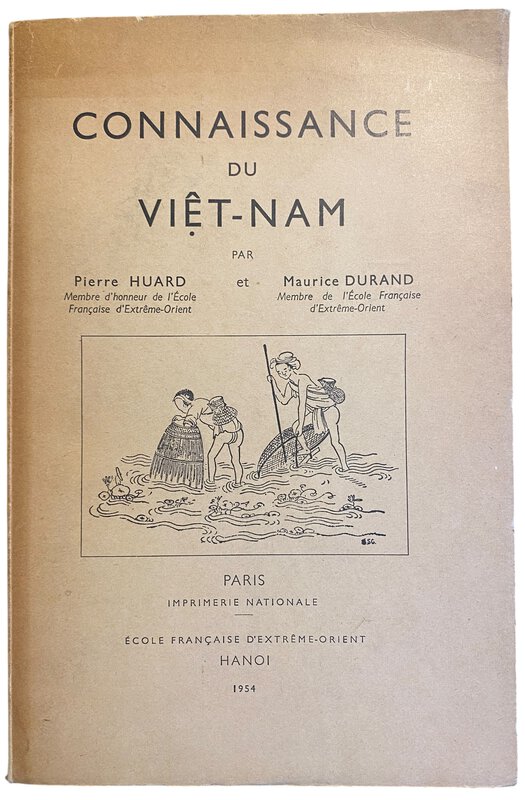 CONNAISSANCE
DU
VIỆT-NAM
PAR
Pierre HUARD et Maurice DURAND
Membre d'honneur de l'École Membre de l'École Française
Française d'Extrême-Orient d'Extrême-Orient
PARIS
IMPRIMERIE NATIONALE
ÉCOLE FRANÇAISE D'EXTRÊME-ORIENT
HANOI
1954